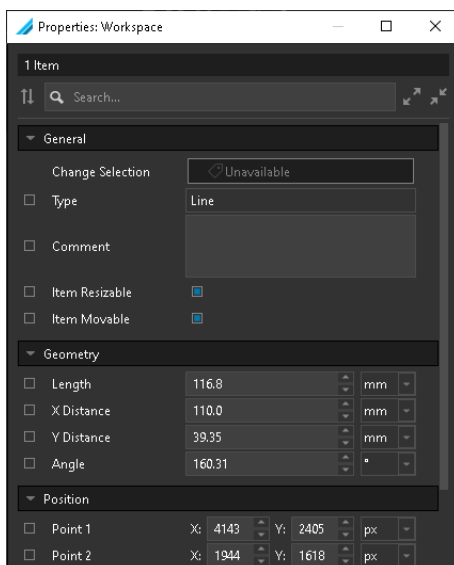 Properties: Workspace
1 Item
Search...
General
Change Selection Unavailable
Type Line
Comment
Item Resizable
Item Movable
Geometry
Length 116.8 mm
X Distance 110.0 mm
Y Distance 39.35 mm
Angle 160.31 °
Position
Point 1 X: 4143 Y: 2405 px
Point 2 X: 1944 Y: 1618 px